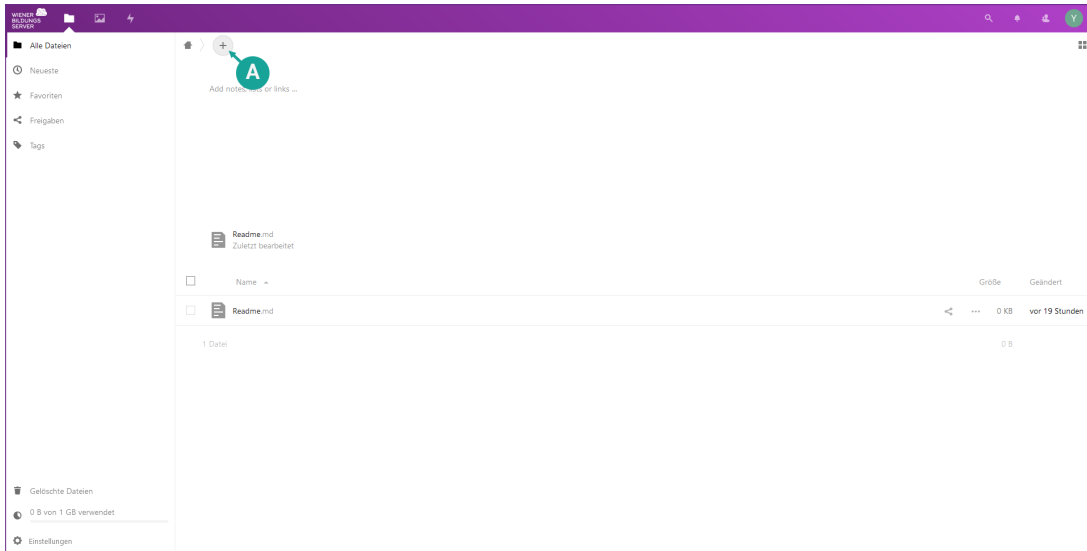 WIENER
BILDUNGS
SERVER
Y
Alle Dateien
Neueste
Favoriten
Freigaben
Tags
A
Add notes, lists or links ...
Readme.md
Zuletzt bearbeitet
Name
Größe
Geändert
Readme.md
0 KB
vor 19 Stunden
1 Datei
0 B
Gelöschte Dateien
0 B von 1 GB verwendet
Einstellungen